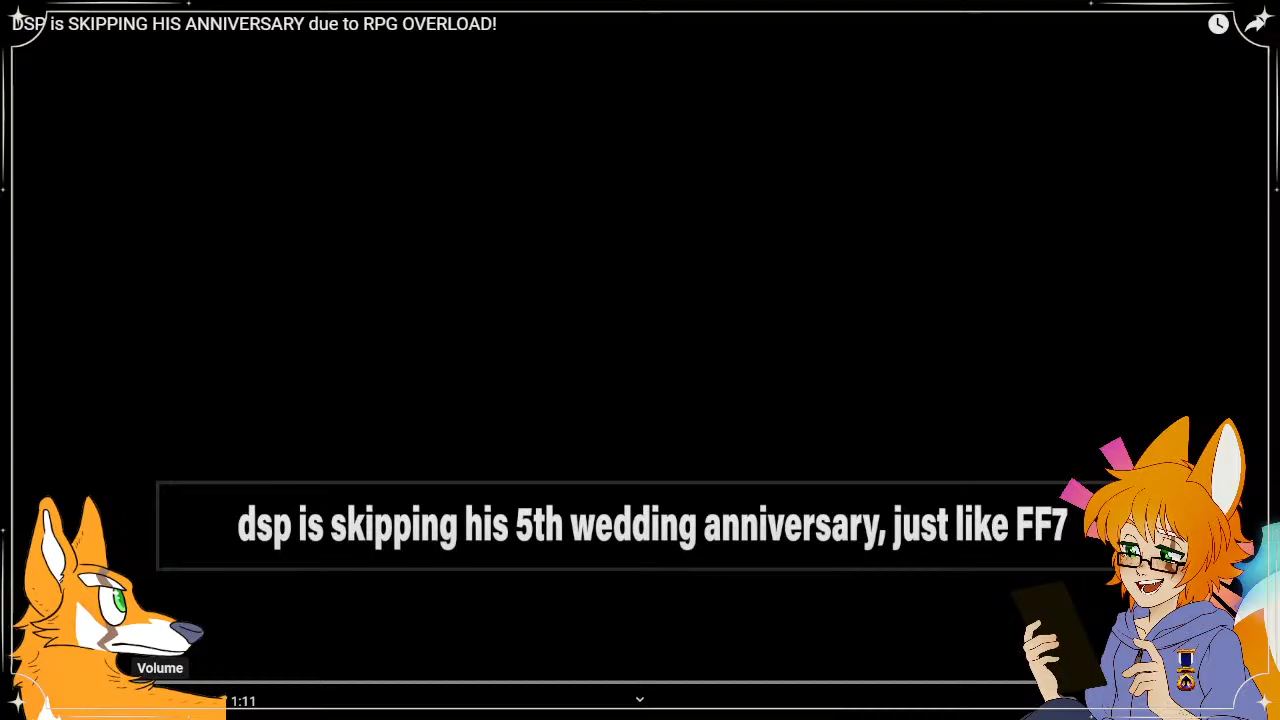 DSP is SKIPPING HIS ANNIVERSARY due to RPG OVERLOAD!
dsp is skipping his 5th wedding anniversary, just like FF7
Volume
1:11